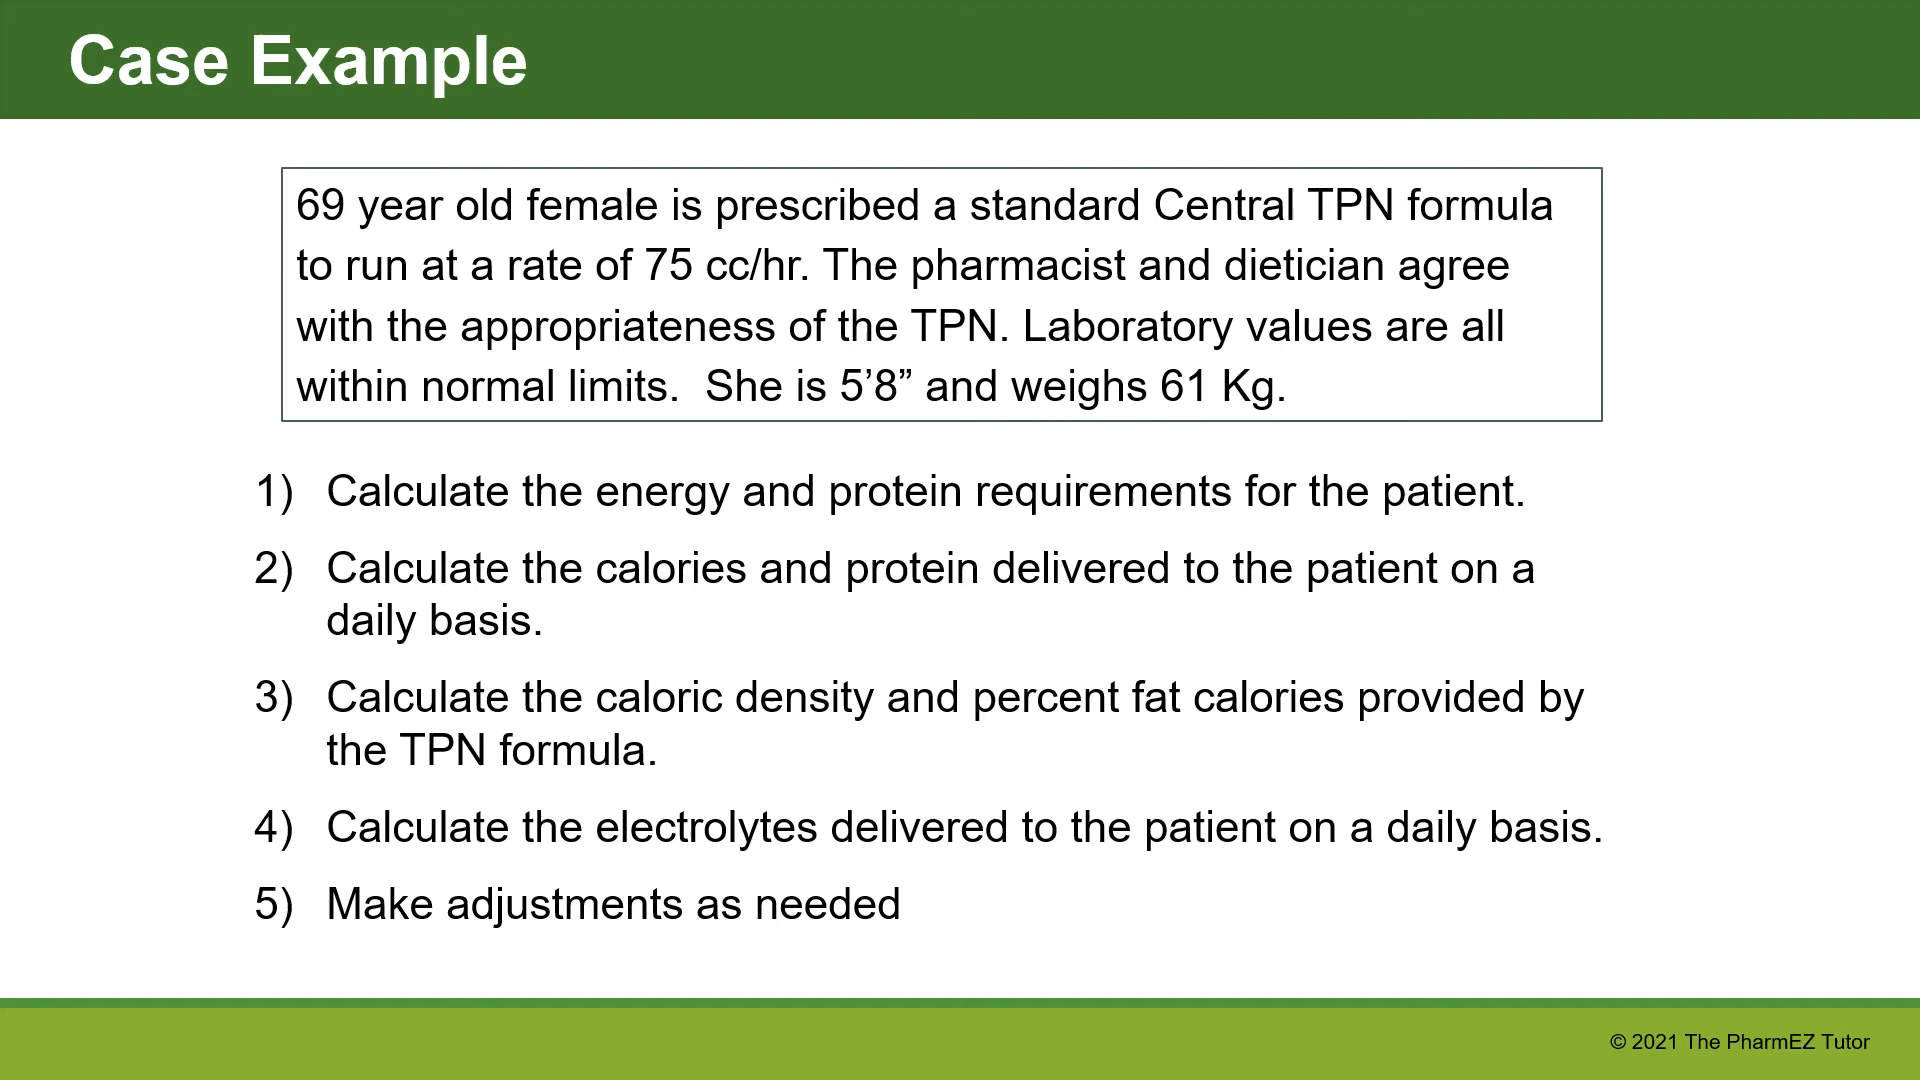 Case Example
69 year old female is prescribed a standard Central TPN formula
to run at a rate of 75 cc/hr. The pharmacist and dietician agree
with the appropriateness of the TPN. Laboratory values are all
within normal limits.  She is 5’8” and weighs 61 Kg.
1) Calculate the energy and protein requirements for the patient.
2) Calculate the calories and protein delivered to the patient on a
daily basis.
3) Calculate the caloric density and percent fat calories provided by
the TPN formula.
4) Calculate the electrolytes delivered to the patient on a daily basis.
5) Make adjustments as needed
© 2021 The PharmEZ Tutor